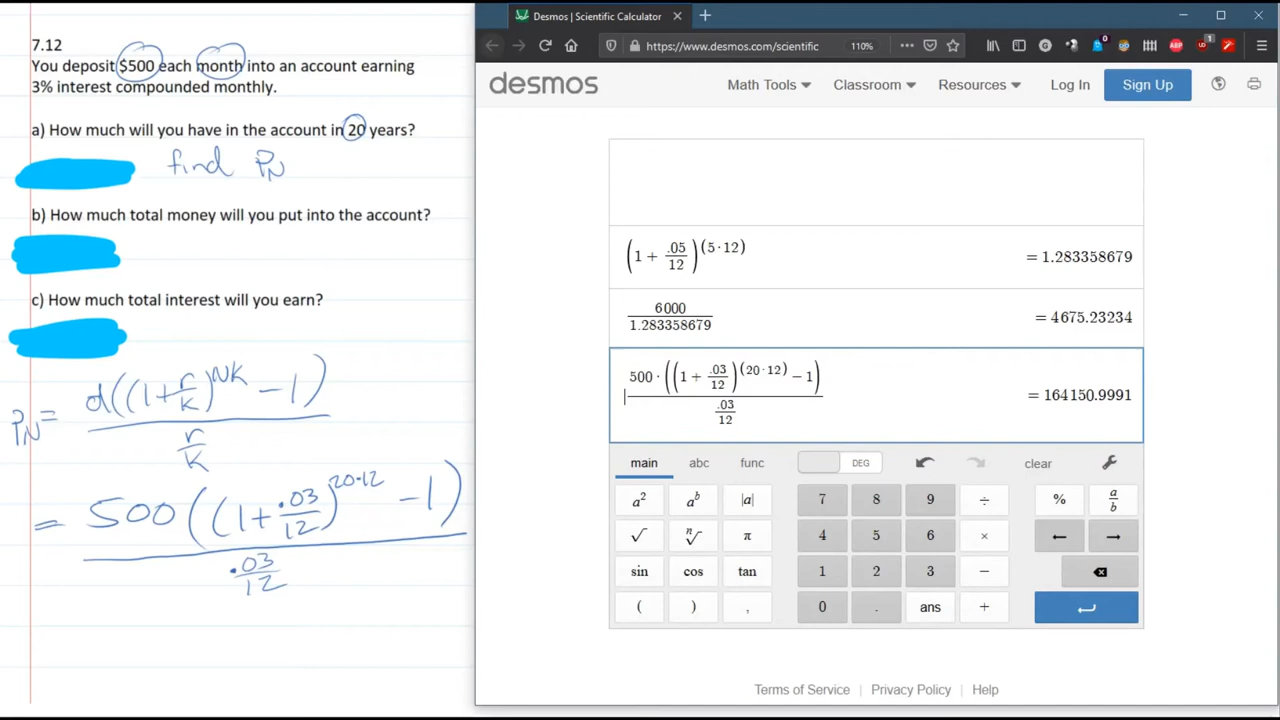 7.12
You deposit $500 each month into an account earning
3% interest compounded monthly.
a) How much will you have in the account in 20 years?
find P_N
b) How much total money will you put into the account?
c) How much total interest will you earn?
P_N = d((1+r/k)^Nk - 1)
r/k
= 500((1+.03/12)^20·12 - 1)
.03/12
Desmos | Scientific Calculator
https://www.desmos.com/scientific
110%
0
ABP
1
desmos
Math Tools
Classroom
Resources
Log In
Sign Up
(1 + .05/12)^(5·12)
= 1.283358679
6000/1.283358679
= 4675.23234
500·((1 + .03/12)^(20·12) − 1)
.03/12
= 164150.9991
main
abc
func
DEG
clear
a²
a^b
|a|
7
8
9
÷
%
a/b
√
n√
π
4
5
6
×
←
→
sin
cos
tan
1
2
3
−
(
)
,
0
.
ans
+
Terms of Service | Privacy Policy | Help